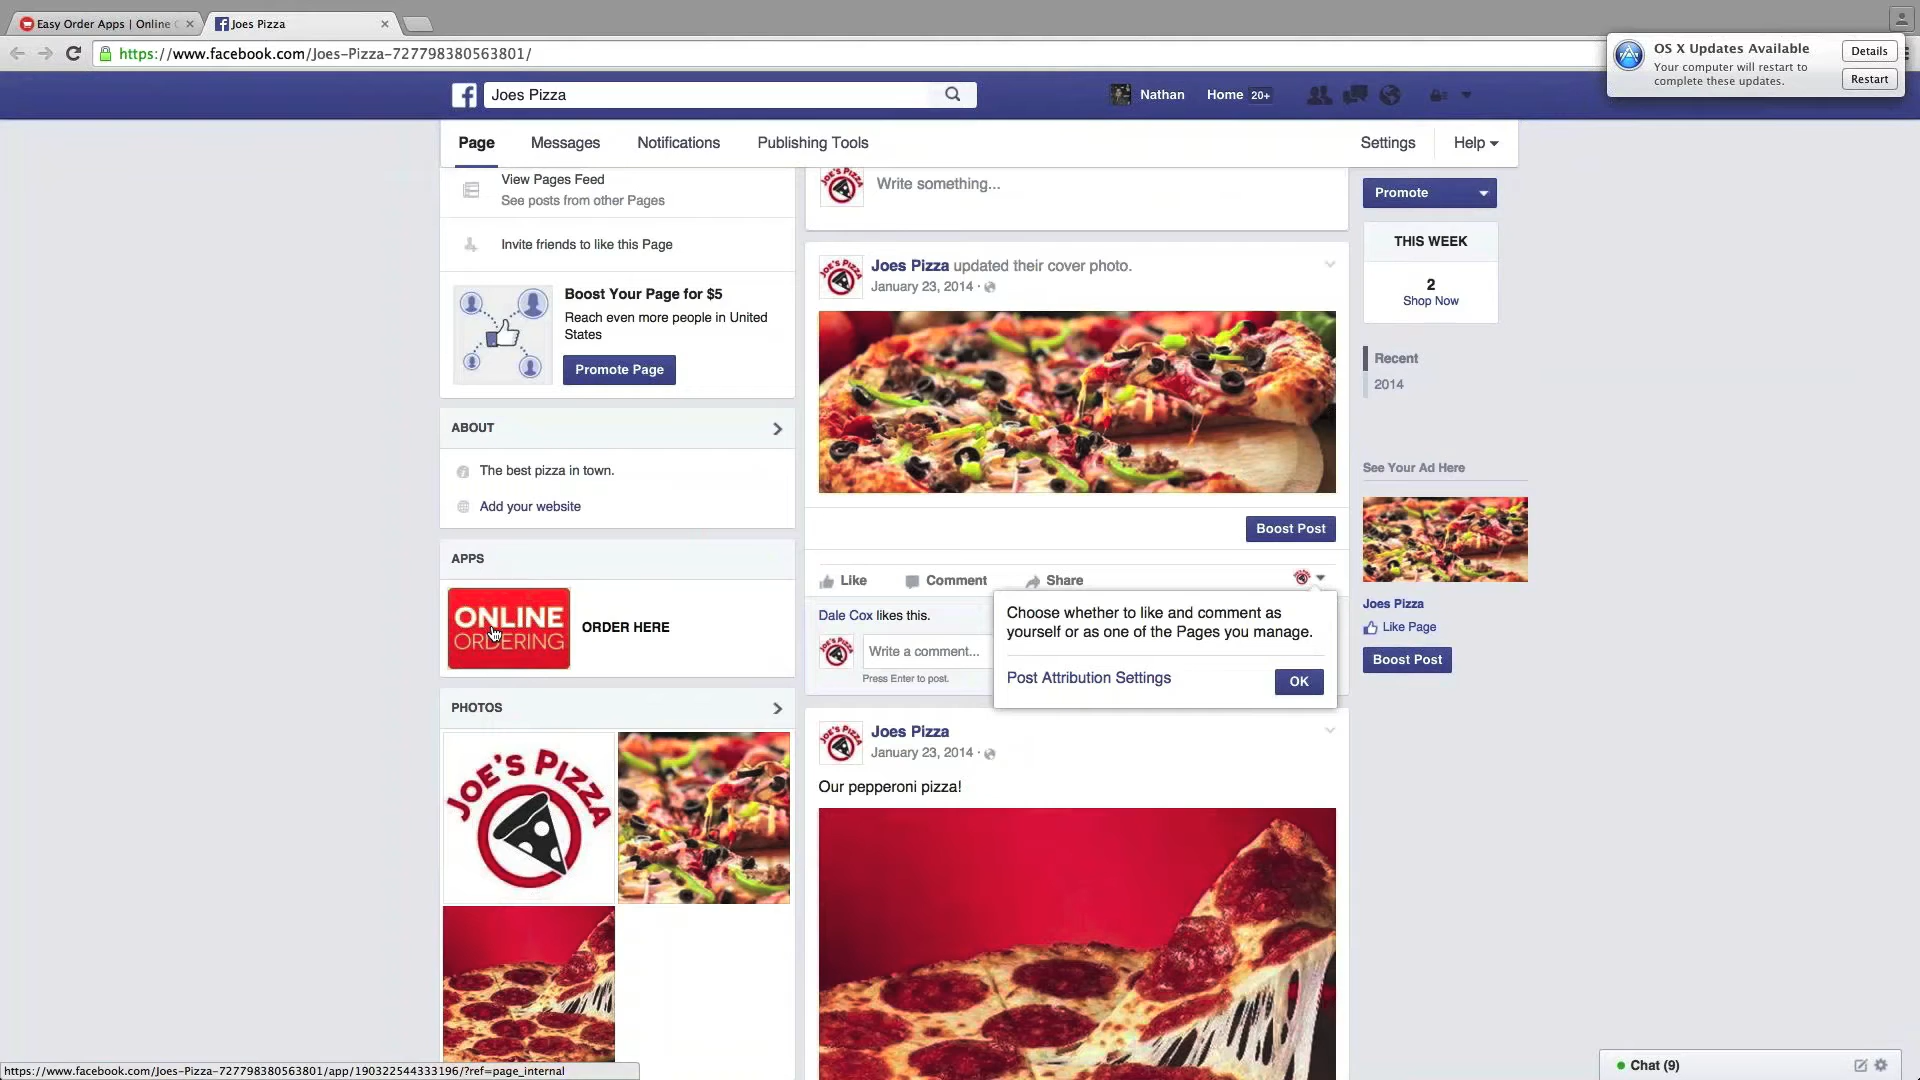 Easy Order Apps | Online
Joes Pizza
https://www.facebook.com/Joes-Pizza-727798380563801/
OS X Updates Available
Your computer will restart to
complete these updates.
Details
Restart
Joes Pizza
Nathan
Home 20+
Page
Messages
Notifications
Publishing Tools
Settings
Help
View Pages Feed
See posts from other Pages
Invite friends to like this Page
Boost Your Page for $5
Reach even more people in United
States
Promote Page
ABOUT
The best pizza in town.
Add your website
APPS
ONLINE
ORDERING
ORDER HERE
PHOTOS
JOE'S PIZZA
Write something...
Joes Pizza updated their cover photo.
January 23, 2014 ·
Boost Post
Like
Comment
Share
Dale Cox likes this.
Write a comment...
Press Enter to post.
Choose whether to like and comment as
yourself or as one of the Pages you manage.
Post Attribution Settings
OK
Joes Pizza
January 23, 2014 ·
Our pepperoni pizza!
Promote
THIS WEEK
2
Shop Now
Recent
2014
See Your Ad Here
Joes Pizza
Like Page
Boost Post
Chat (9)
https://www.facebook.com/Joes-Pizza-727798380563801/app/190322544333196/?ref=page_internal